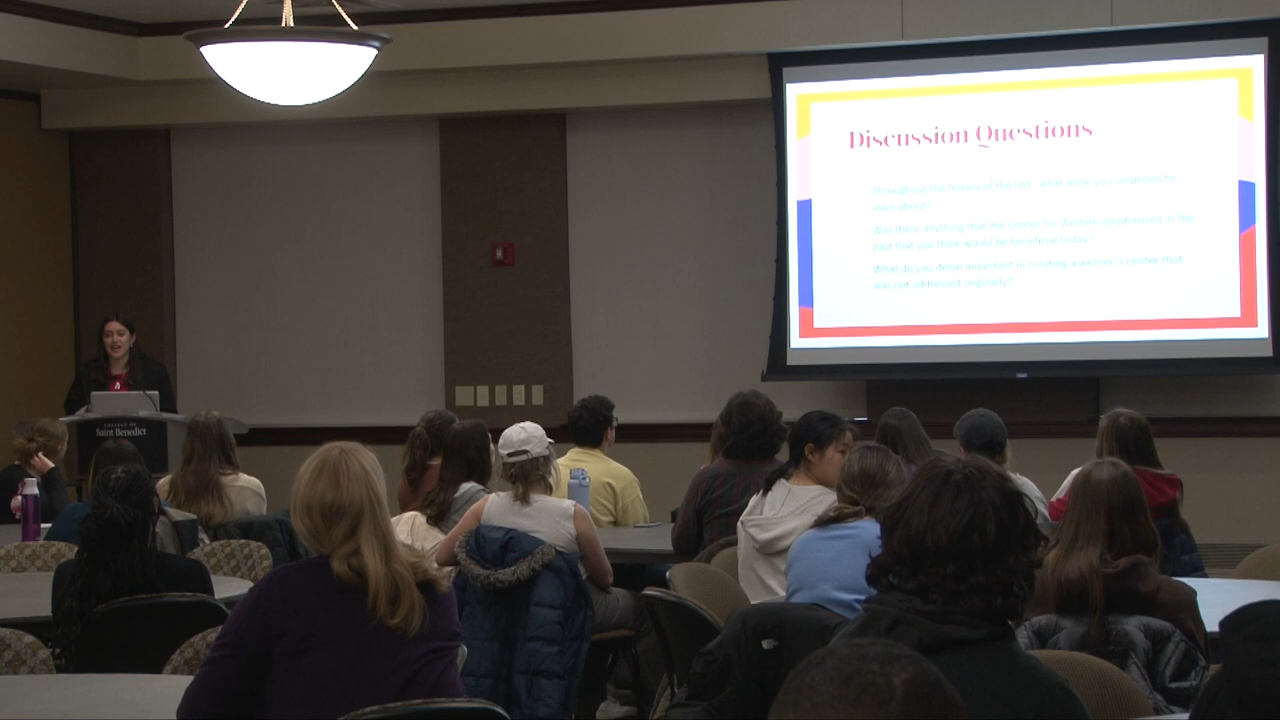 Discussion Questions
Throughout the history of the IWL, what were you surprised to
learn about?
Was there anything that the Center for Women emphasized in the
past that you think would be beneficial today?
What do you deem important in creating a women's center that
was not addressed originally?
COLLEGE OF
Saint Benedict